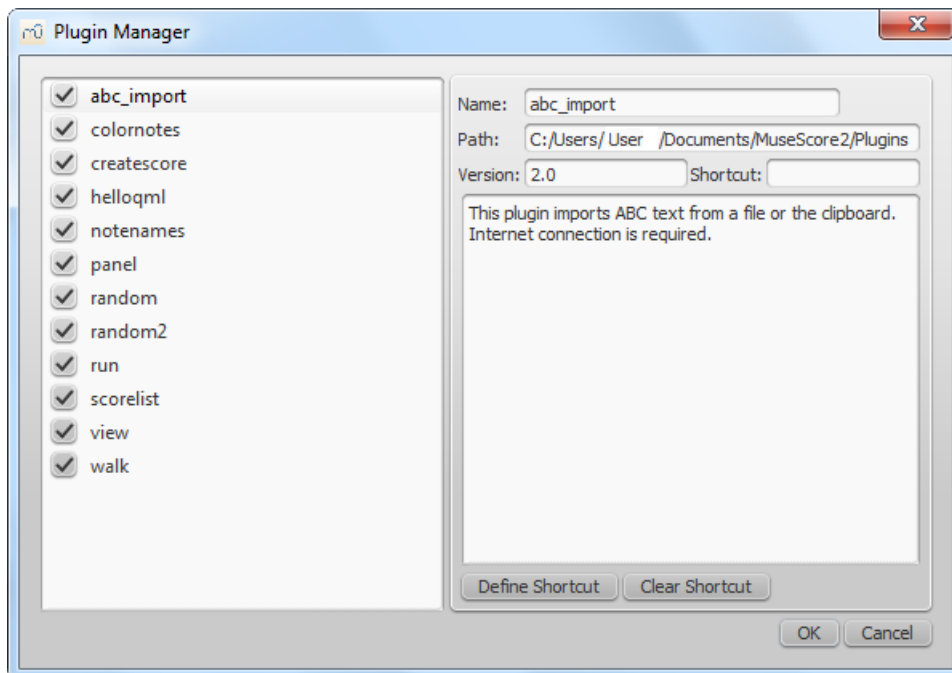 mû Plugin Manager
abc_import
colornotes
createscore
helloqml
notenames
panel
random
random2
run
scorelist
view
walk
Name: abc_import
Path: C:/Users/ User /Documents/MuseScore2/Plugins
Version: 2.0 Shortcut:
This plugin imports ABC text from a file or the clipboard.
Internet connection is required.
Define Shortcut Clear Shortcut
OK Cancel